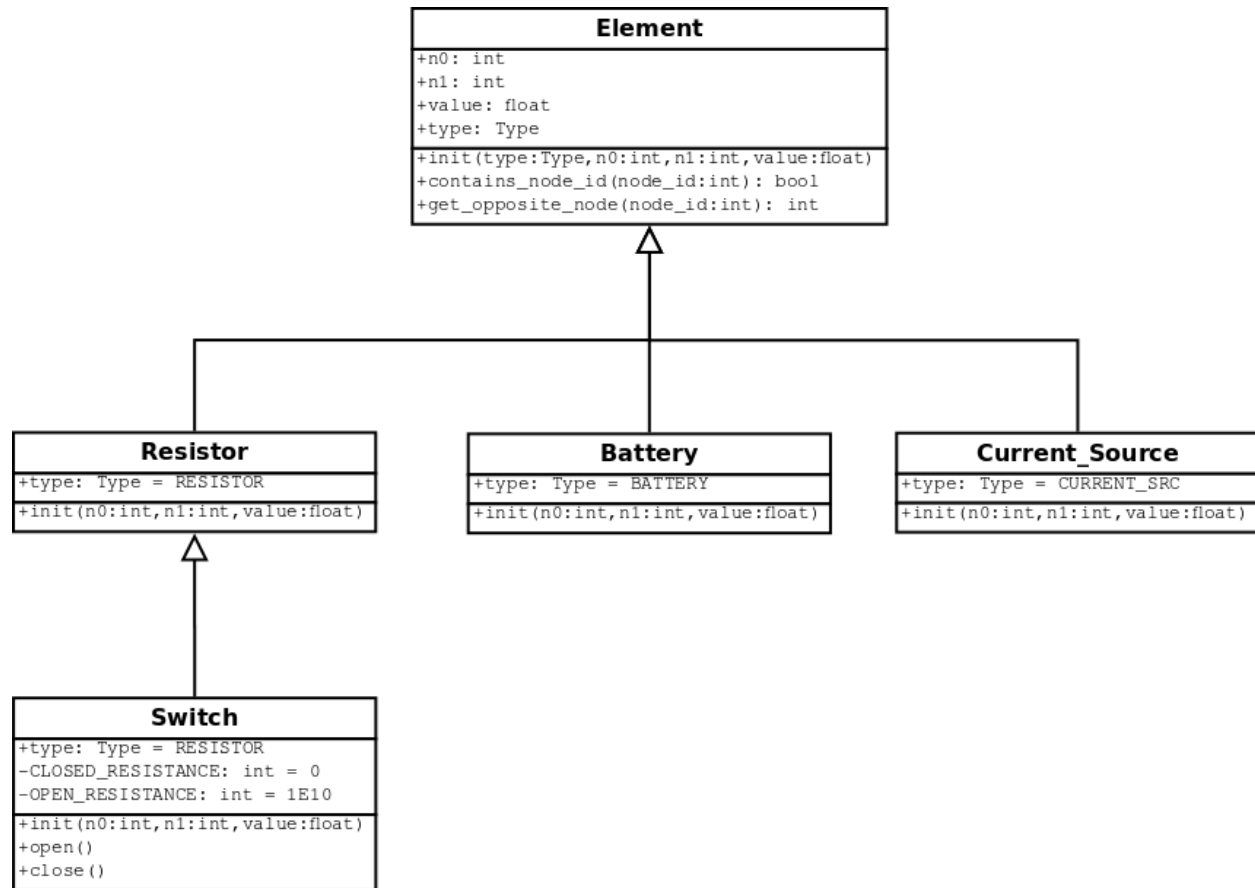 Element
+n0: int
+n1: int
+value: float
+type: Type
+init(type:Type,n0:int,n1:int,value:float)
+contains_node_id(node_id:int): bool
+get_opposite_node(node_id:int): int
Resistor
+type: Type = RESISTOR
+init(n0:int,n1:int,value:float)
Battery
+type: Type = BATTERY
+init(n0:int,n1:int,value:float)
Current_Source
+type: Type = CURRENT_SRC
+init(n0:int,n1:int,value:float)
Switch
+type: Type = RESISTOR
-CLOSED_RESISTANCE: int = 0
-OPEN_RESISTANCE: int = 1E10
+init(n0:int,n1:int,value:float)
+open()
+close()